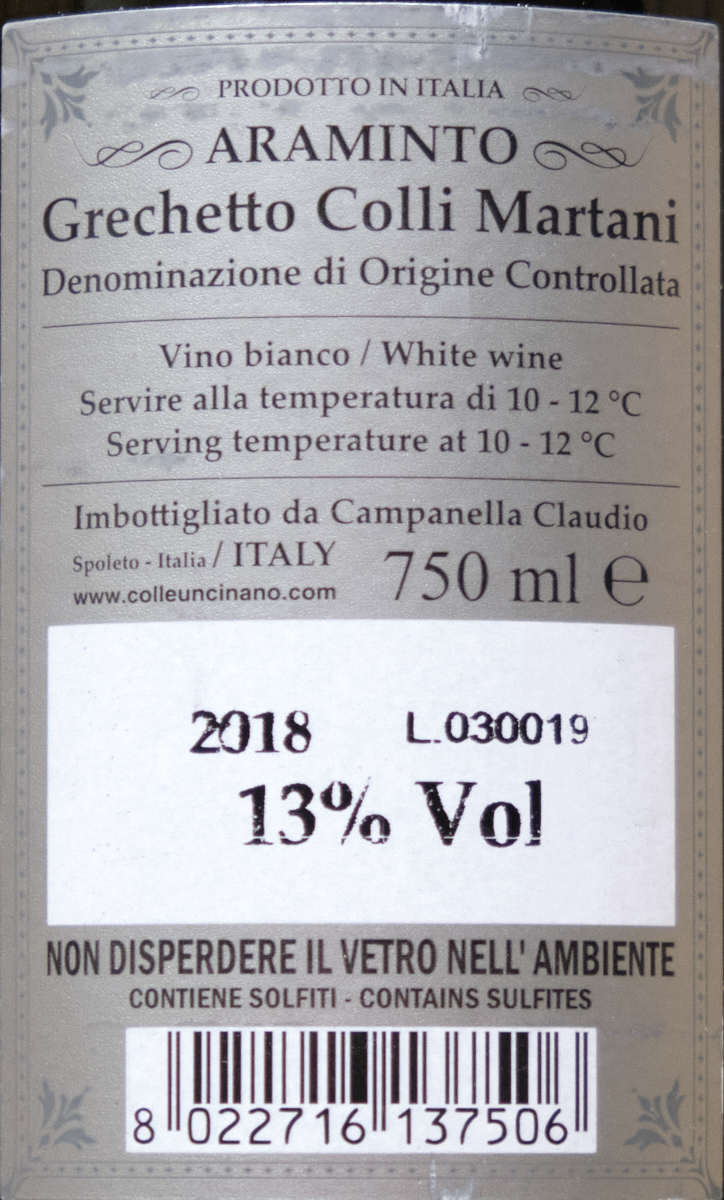 PRODOTTO IN ITALIA
ARAMINTO
Grechetto Colli Martani
Denominazione di Origine Controllata
Vino bianco / White wine
Servire alla temperatura di 10 - 12 °C
Serving temperature at 10 - 12 °C
Imbottigliato da Campanella Claudio
Spoleto - Italia / ITALY
www.colleuncinano.com
750 ml ℮
2018 L.030019
13% Vol
NON DISPERDERE IL VETRO NELL' AMBIENTE
CONTIENE SOLFITI - CONTAINS SULFITES
8 022716 137506